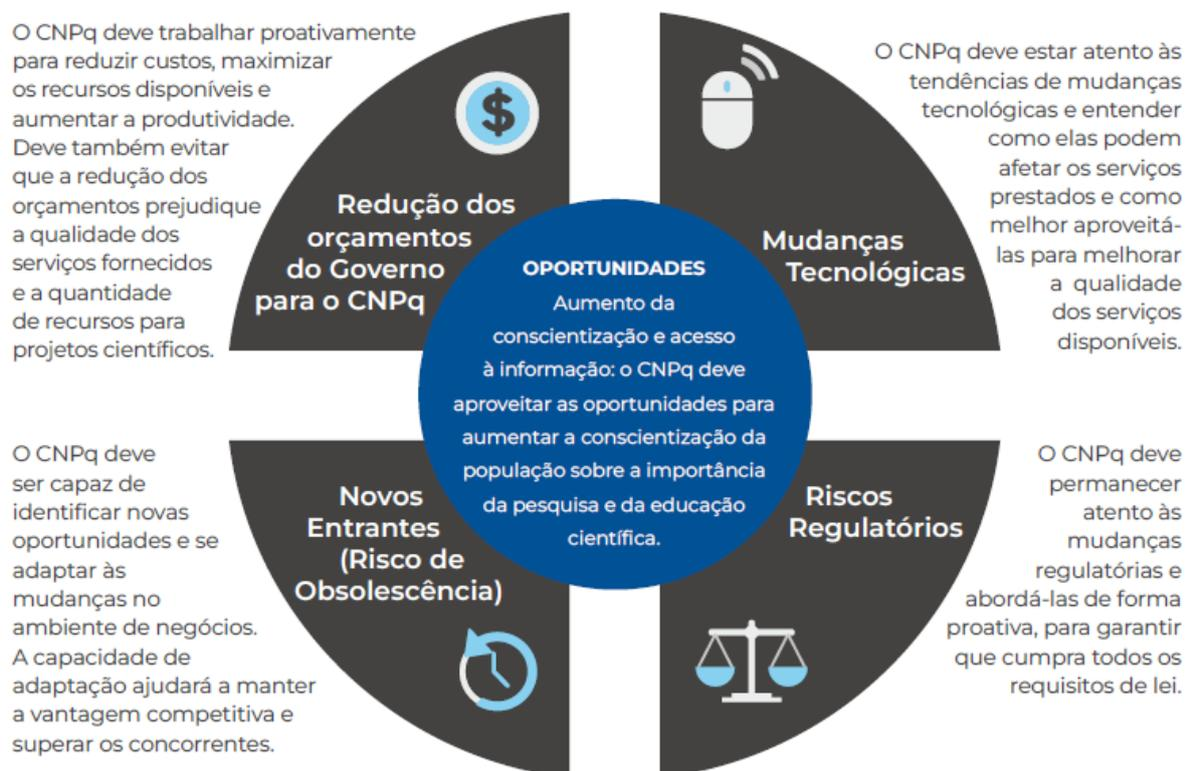 O CNPq deve trabalhar proativamente
para reduzir custos, maximizar
os recursos disponíveis e
aumentar a produtividade.
Deve também evitar
que a redução dos
orçamentos prejudique
a qualidade dos
serviços fornecidos
e a quantidade
de recursos para
projetos científicos.
$
Redução dos
orçamentos
do Governo
para o CNPq
Mudanças
Tecnológicas
O CNPq deve estar atento às
tendências de mudanças
tecnológicas e entender
como elas podem
afetar os serviços
prestados e como
melhor aproveitá-
las para melhorar
a qualidade
dos serviços
disponíveis.
OPORTUNIDADES
Aumento da
conscientização e acesso
à informação: o CNPq deve
aproveitar as oportunidades para
aumentar a conscientização da
população sobre a importância
da pesquisa e da educação
científica.
O CNPq deve
ser capaz de
identificar novas
oportunidades e se
adaptar às
mudanças no
ambiente de negócios.
A capacidade de
adaptação ajudará a manter
a vantagem competitiva e
superar os concorrentes.
Novos
Entrantes
(Risco de
Obsolescência)
Riscos
Regulatórios
O CNPq deve
permanecer
atento às
mudanças
regulatórias e
abordá-las de forma
proativa, para garantir
que cumpra todos os
requisitos de lei.